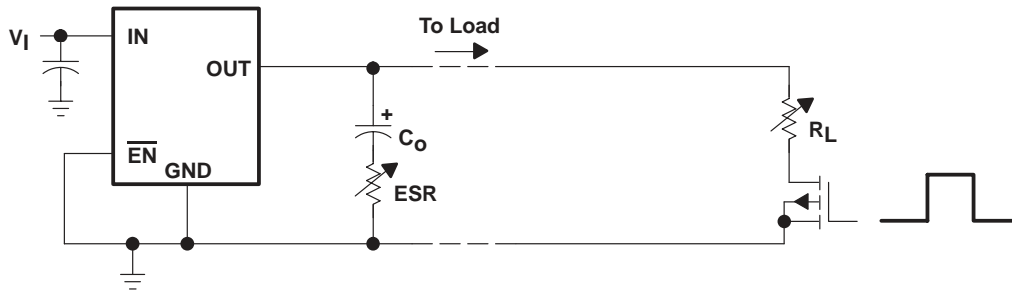 To Load
V_I
IN
OUT
+
C_o
R_L
EN
GND
ESR